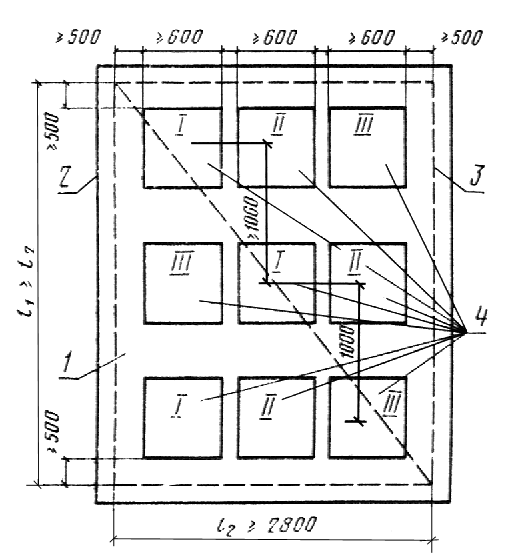 ≥500 ≥600 ≥600 ≥600 ≥500
≥500
I II III
2 3
≥1000
l₁ ≥ l₂
III I II
4
1000
1
I II III
≥500
l₂ ≥ 2800